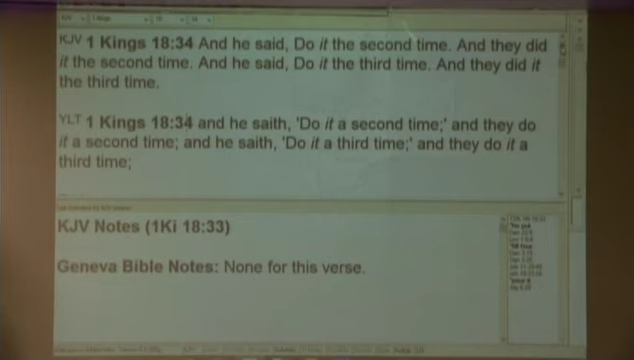 KJV 1 Kings 18:34 And he said, Do it the second time. And they did
it the second time. And he said, Do it the third time. And they did it
the third time.
YLT 1 Kings 18:34 and he saith, 'Do it a second time;' and they do
it a second time; and he saith, 'Do it a third time;' and they do it a
third time;
KJV Notes (1Ki 18:33)
Geneva Bible Notes: None for this verse.